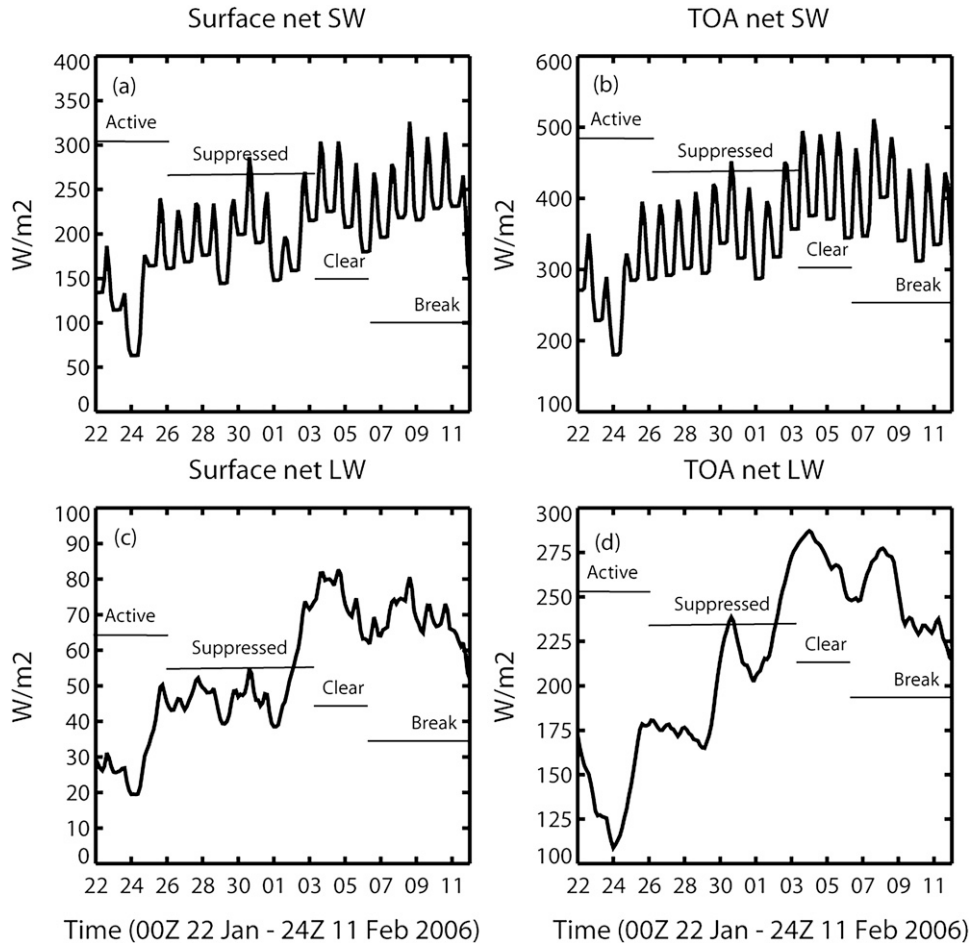 Surface net SW
TOA net SW
W/m2
400
350
300
250
200
150
100
50
0
(a)
Active
Suppressed
Clear
Break
22 24 26 28 30 01 03 05 07 09 11
W/m2
600
500
400
300
200
100
(b)
Active
Suppressed
Clear
Break
22 24 26 28 30 01 03 05 07 09 11
Surface net LW
TOA net LW
W/m2
100
90
80
70
60
50
40
30
20
10
0
(c)
Active
Suppressed
Clear
Break
22 24 26 28 30 01 03 05 07 09 11
Time (00Z 22 Jan - 24Z 11 Feb 2006)
W/m2
300
275
250
225
200
175
150
125
100
(d)
Active
Suppressed
Clear
Break
22 24 26 28 30 01 03 05 07 09 11
Time (00Z 22 Jan - 24Z 11 Feb 2006)